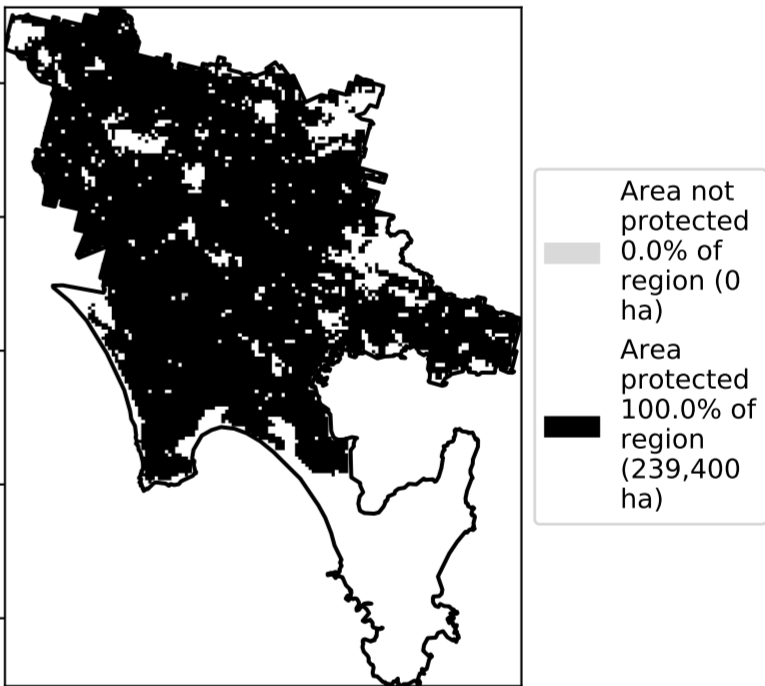 Area not
protected
0.0% of
region (0
ha)
Area
protected
100.0% of
region
(239,400
ha)